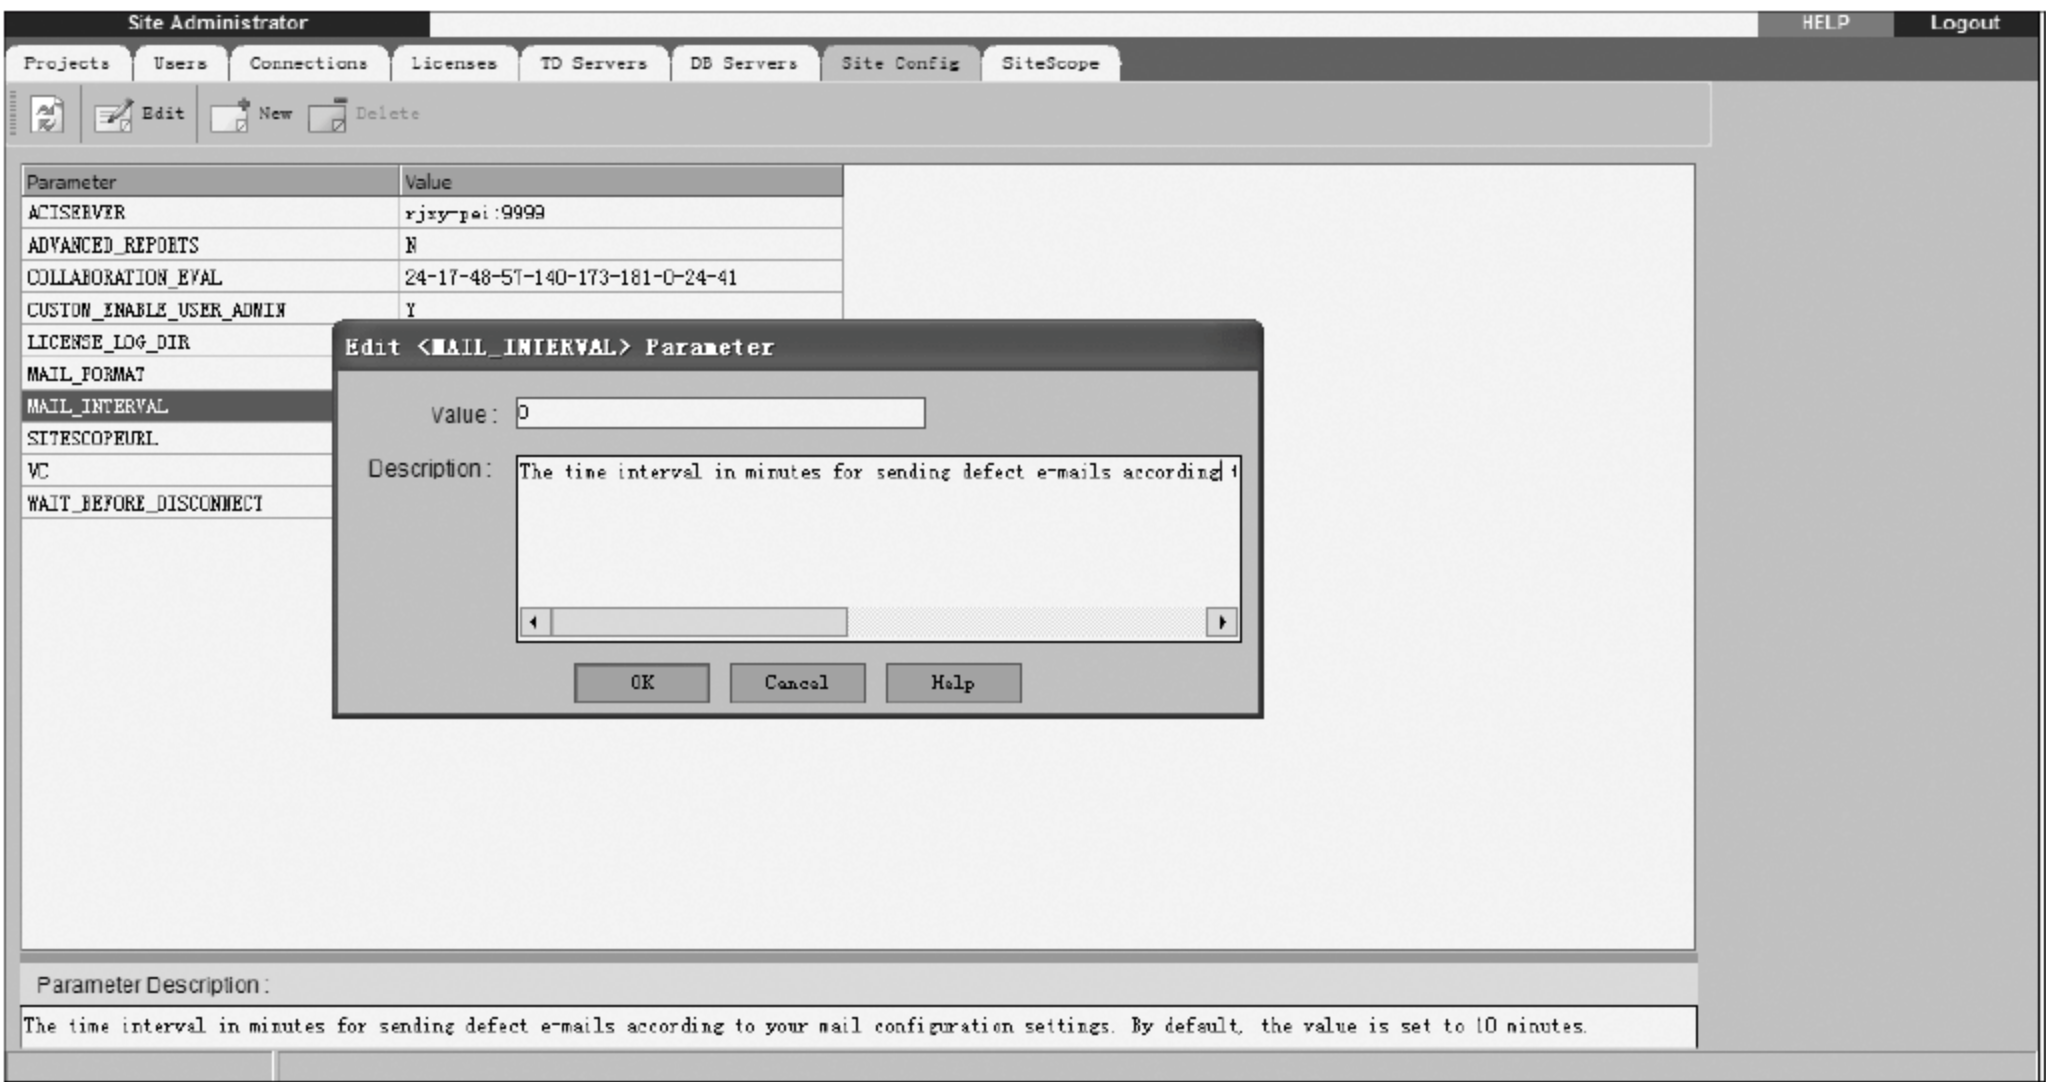 Site Administrator HELP Logout
Projects Users Connections Licenses TD Servers DB Servers Site Config SiteScope
Edit New Delete
Parameter Value
ACISERVER rjxy-pei:9999
ADVANCED_REPORTS N
COLLABORATION_EVAL 24-17-48-57-140-173-181-0-24-41
CUSTOM_ENABLE_USER_ADMIN Y
LICENSE_LOG_DIR
MAIL_FORMAT
MAIL_INTERVAL
SITESCOPEURL
VC
WAIT_BEFORE_DISCONNECT
Edit <MAIL_INTERVAL> Parameter
Value: 0
Description: The time interval in minutes for sending defect e-mails according t
OK Cancel Help
Parameter Description:
The time interval in minutes for sending defect e-mails according to your mail configuration settings. By default, the value is set to 10 minutes.